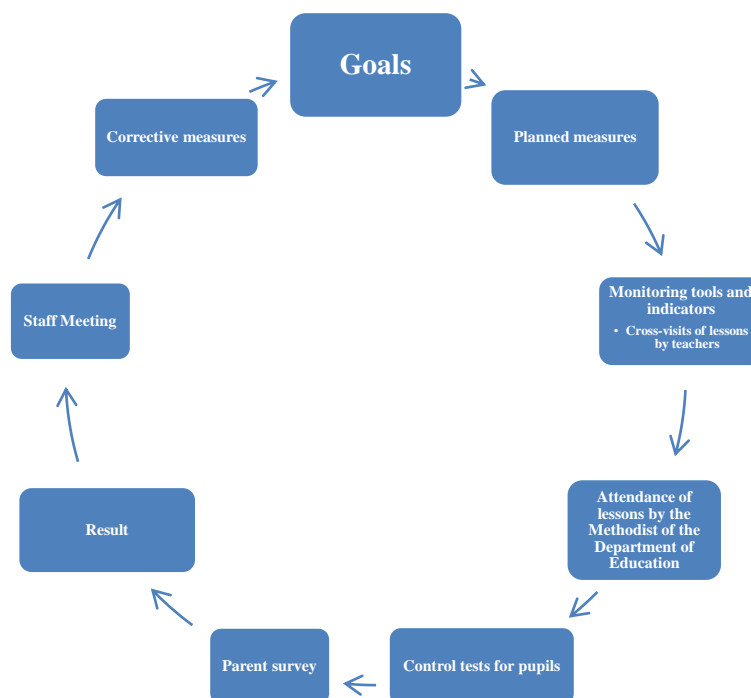 Goals
Planned measures
Monitoring tools and
indicators
• Cross-visits of lessons
by teachers
Attendance of
lessons by the
Methodist of the
Department of
Education
Control tests for pupils
Parent survey
Result
Staff Meeting
Corrective measures